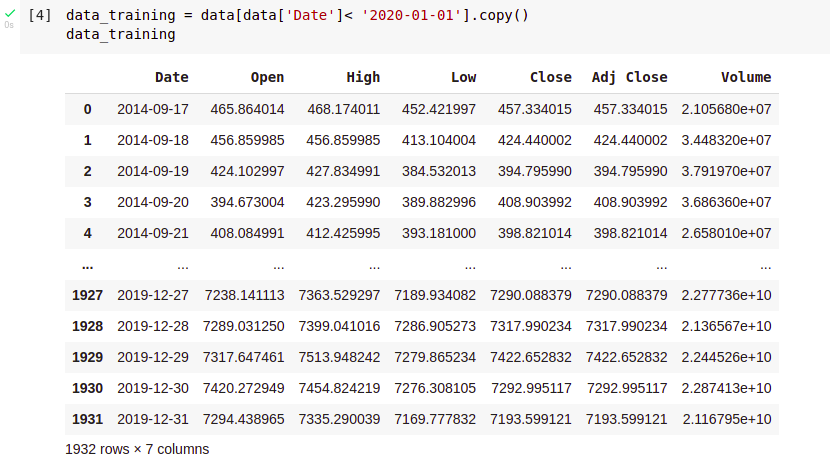 [4] data_training = data[data['Date']< '2020-01-01'].copy()
0s data_training
Date Open High Low Close Adj Close Volume
0 2014-09-17 465.864014 468.174011 452.421997 457.334015 457.334015 2.105680e+07
1 2014-09-18 456.859985 456.859985 413.104004 424.440002 424.440002 3.448320e+07
2 2014-09-19 424.102997 427.834991 384.532013 394.795990 394.795990 3.791970e+07
3 2014-09-20 394.673004 423.295990 389.882996 408.903992 408.903992 3.686360e+07
4 2014-09-21 408.084991 412.425995 393.181000 398.821014 398.821014 2.658010e+07
... ... ... ... ... ... ... ...
1927 2019-12-27 7238.141113 7363.529297 7189.934082 7290.088379 7290.088379 2.277736e+10
1928 2019-12-28 7289.031250 7399.041016 7286.905273 7317.990234 7317.990234 2.136567e+10
1929 2019-12-29 7317.647461 7513.948242 7279.865234 7422.652832 7422.652832 2.244526e+10
1930 2019-12-30 7420.272949 7454.824219 7276.308105 7292.995117 7292.995117 2.287413e+10
1931 2019-12-31 7294.438965 7335.290039 7169.777832 7193.599121 7193.599121 2.116795e+10
1932 rows × 7 columns